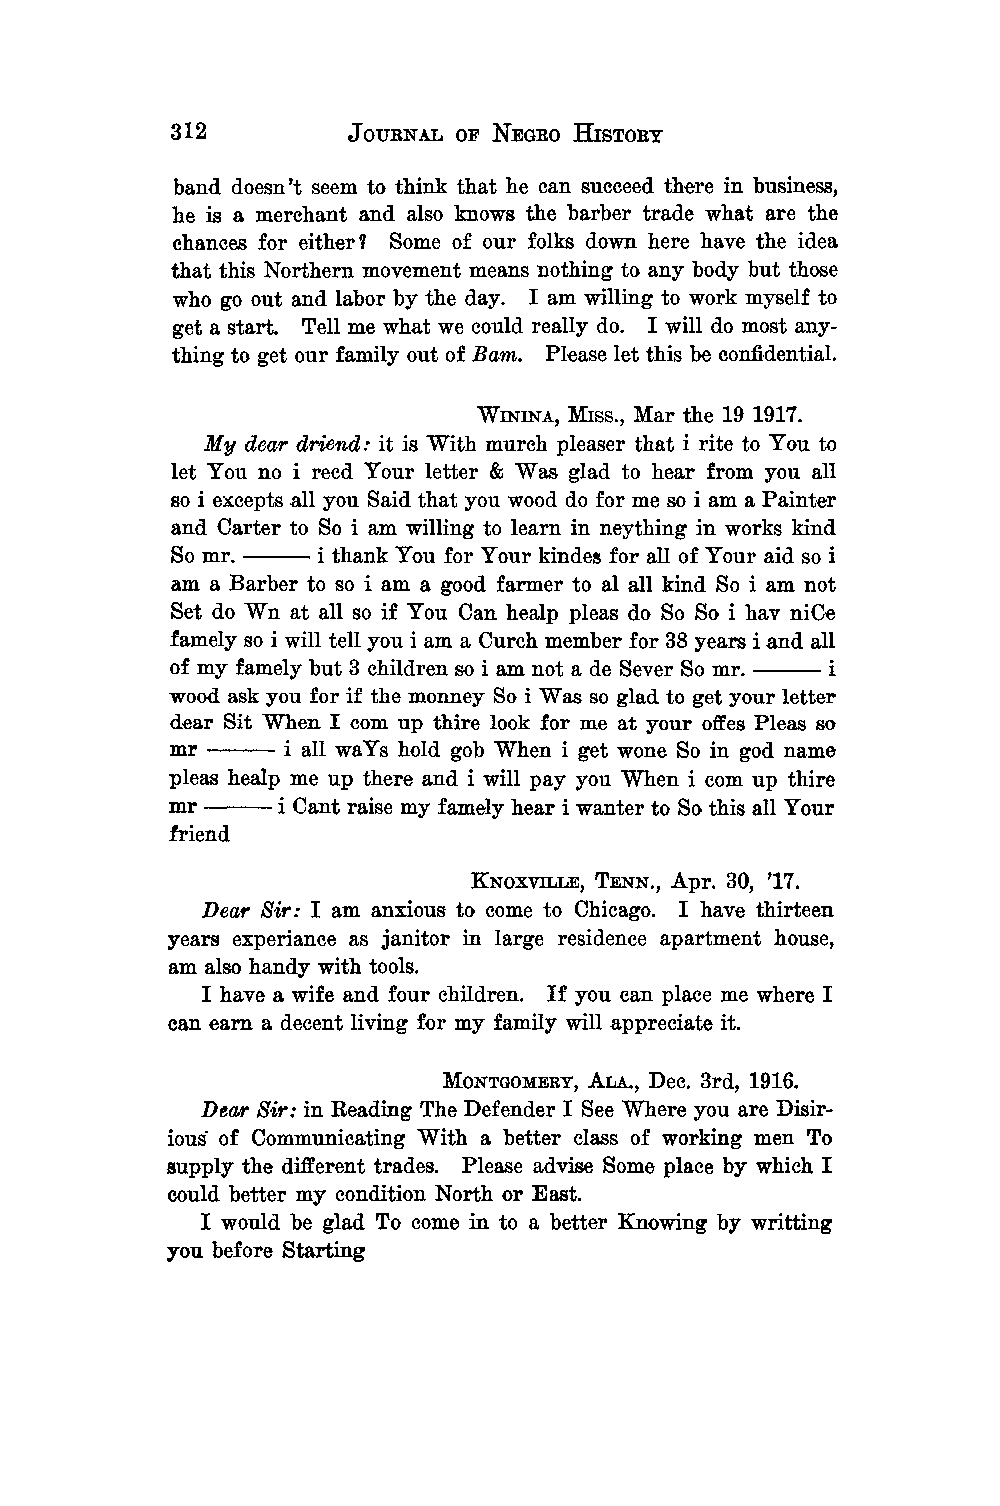 312 JOURNAL OF NEGRO HISTORY
band doesn't seem to think that he can succeed there in business,
he is a merchant and also knows the barber trade what are the
chances for either? Some of our folks down here have the idea
that this Northern movement means nothing to any body but those
who go out and labor by the day. I am willing to work myself to
get a start. Tell me what we could really do. I will do most any-
thing to get our family out of Bam. Please let this be confidential.
WININA, MISS., Mar the 19 1917.
My dear driend: it is With murch pleaser that i rite to You to
let You no i reed Your letter & Was glad to hear from you all
so i excepts all you Said that you wood do for me so i am a Painter
and Carter to So i am willing to learn in neything in works kind
So mr. ——— i thank You for Your kindes for all of Your aid so i
am a Barber to so i am a good farmer to al all kind So i am not
Set do Wn at all so if You Can healp pleas do So So i hav niCe
famely so i will tell you i am a Curch member for 38 years i and all
of my famely but 3 children so i am not a de Sever So mr. ——— i
wood ask you for if the monney So i Was so glad to get your letter
dear Sit When I com up thire look for me at your offes Pleas so
mr ——— i all waYs hold gob When i get wone So in god name
pleas healp me up there and i will pay you When i com up thire
mr ——— i Cant raise my famely hear i wanter to So this all Your
friend
KNOXVILLE, TENN., Apr. 30, '17.
Dear Sir: I am anxious to come to Chicago. I have thirteen
years experiance as janitor in large residence apartment house,
am also handy with tools.
I have a wife and four children. If you can place me where I
can earn a decent living for my family will appreciate it.
MONTGOMERY, ALA., Dec. 3rd, 1916.
Dear Sir: in Reading The Defender I See Where you are Disir-
ious of Communicating With a better class of working men To
supply the different trades. Please advise Some place by which I
could better my condition North or East.
I would be glad To come in to a better Knowing by writting
you before Starting